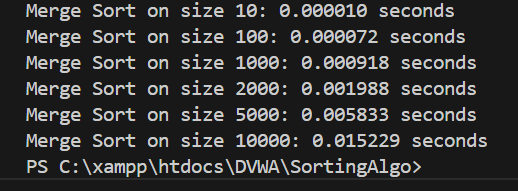 Merge Sort on size 10: 0.000010 seconds
Merge Sort on size 100: 0.000072 seconds
Merge Sort on size 1000: 0.000918 seconds
Merge Sort on size 2000: 0.001988 seconds
Merge Sort on size 5000: 0.005833 seconds
Merge Sort on size 10000: 0.015229 seconds
PS C:\xampp\htdocs\DVWA\SortingAlgo>